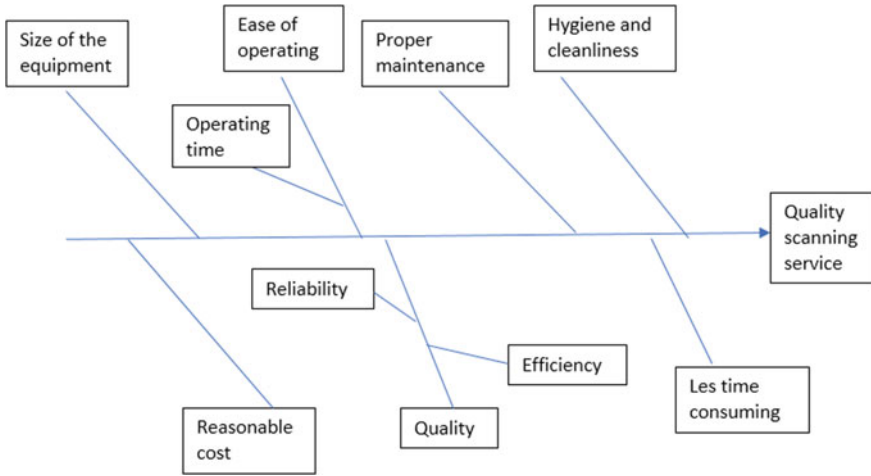 Size of the
equipment
Ease of
operating
Proper
maintenance
Hygiene and
cleanliness
Operating
time
Quality
scanning
service
Reliability
Efficiency
Les time
consuming
Reasonable
cost
Quality